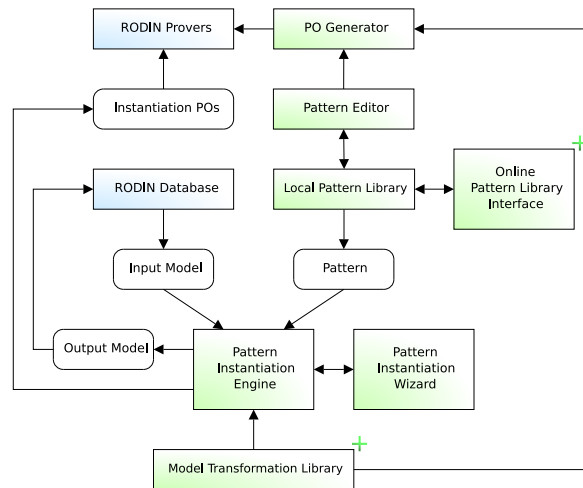 RODIN Provers
PO Generator
Instantiation POs
Pattern Editor
Online
Pattern Library
Interface
RODIN Database
Local Pattern Library
Input Model
Pattern
Output Model
Pattern
Instantiation
Engine
Pattern
Instantiation
Wizard
Model Transformation Library